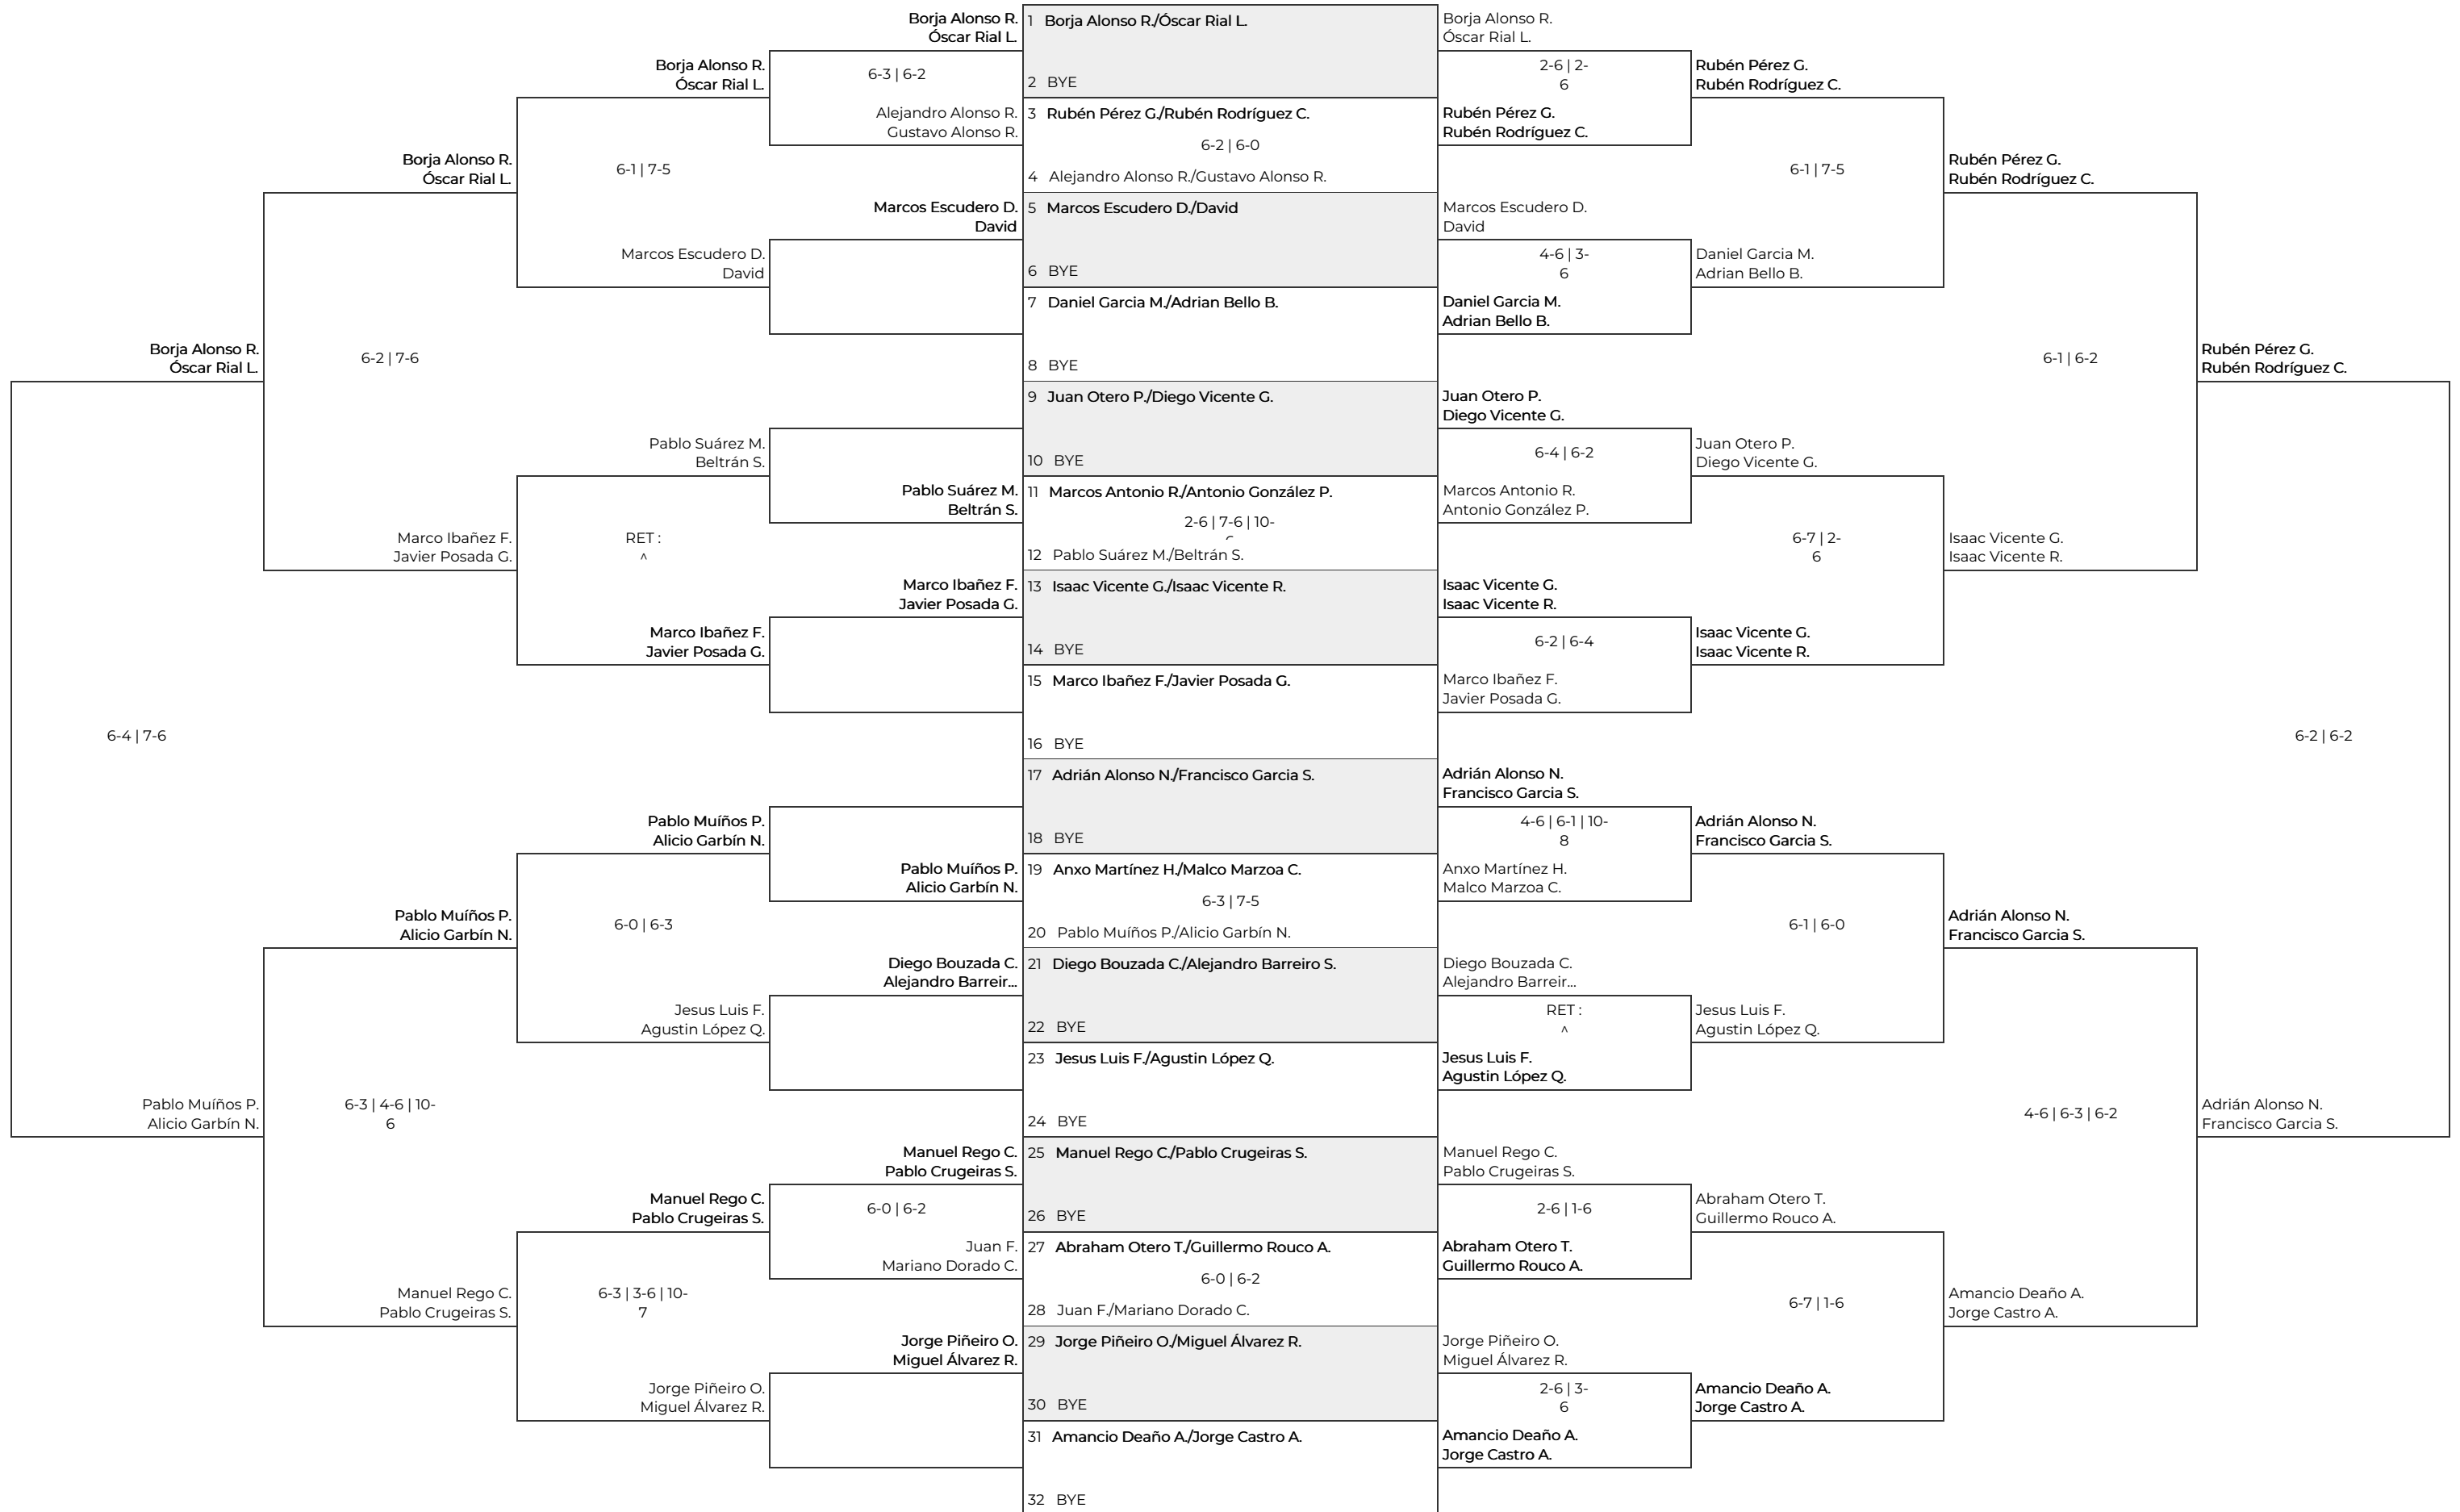 Borja Alonso R.
Óscar Rial L.
6-3 | 6-2
Alejandro Alonso R.
Gustavo Alonso R.
Borja Alonso R.
Óscar Rial L.
6-1 | 7-5
Marcos Escudero D.
David
Marcos Escudero D.
David
Borja Alonso R.
Óscar Rial L.
6-2 | 7-6
Pablo Suárez M.
Beltrán S.
Pablo Suárez M.
Beltrán S.
RET :
^
Marco Ibañez F.
Javier Posada G.
Marco Ibañez F.
Javier Posada G.
Marco Ibañez F.
Javier Posada G.
Borja Alonso R.
Óscar Rial L.
6-4 | 7-6
Pablo Muíños P.
Alicio Garbín N.
Pablo Muíños P.
Alicio Garbín N.
Pablo Muíños P.
Alicio Garbín N.
6-0 | 6-3
Diego Bouzada C.
Alejandro Barreir...
Jesus Luis F.
Agustin López Q.
Pablo Muíños P.
Alicio Garbín N.
6-3 | 4-6 | 10-
6
Manuel Rego C.
Pablo Crugeiras S.
Manuel Rego C.
Pablo Crugeiras S.
6-0 | 6-2
Juan F.
Mariano Dorado C.
Manuel Rego C.
Pablo Crugeiras S.
6-3 | 3-6 | 10-
7
Jorge Piñeiro O.
Miguel Álvarez R.
Jorge Piñeiro O.
Miguel Álvarez R.
1 Borja Alonso R./Óscar Rial L.
2 BYE
3 Rubén Pérez G./Rubén Rodríguez C.
6-2 | 6-0
4 Alejandro Alonso R./Gustavo Alonso R.
5 Marcos Escudero D./David
6 BYE
7 Daniel Garcia M./Adrian Bello B.
8 BYE
9 Juan Otero P./Diego Vicente G.
10 BYE
11 Marcos Antonio R./Antonio González P.
2-6 | 7-6 | 10-
12 Pablo Suárez M./Beltrán S.
13 Isaac Vicente G./Isaac Vicente R.
14 BYE
15 Marco Ibañez F./Javier Posada G.
16 BYE
17 Adrián Alonso N./Francisco Garcia S.
18 BYE
19 Anxo Martínez H./Malco Marzoa C.
6-3 | 7-5
20 Pablo Muíños P./Alicio Garbín N.
21 Diego Bouzada C./Alejandro Barreiro S.
22 BYE
23 Jesus Luis F./Agustin López Q.
24 BYE
25 Manuel Rego C./Pablo Crugeiras S.
26 BYE
27 Abraham Otero T./Guillermo Rouco A.
6-0 | 6-2
28 Juan F./Mariano Dorado C.
29 Jorge Piñeiro O./Miguel Álvarez R.
30 BYE
31 Amancio Deaño A./Jorge Castro A.
32 BYE
Borja Alonso R.
Óscar Rial L.
2-6 | 2-
6
Rubén Pérez G.
Rubén Rodríguez C.
Rubén Pérez G.
Rubén Rodríguez C.
6-1 | 7-5
Marcos Escudero D.
David
4-6 | 3-
6
Daniel Garcia M.
Adrian Bello B.
Daniel Garcia M.
Adrian Bello B.
Rubén Pérez G.
Rubén Rodríguez C.
6-1 | 6-2
Juan Otero P.
Diego Vicente G.
6-4 | 6-2
Marcos Antonio R.
Antonio González P.
Juan Otero P.
Diego Vicente G.
6-7 | 2-
6
Isaac Vicente G.
Isaac Vicente R.
6-2 | 6-4
Marco Ibañez F.
Javier Posada G.
Isaac Vicente G.
Isaac Vicente R.
Isaac Vicente G.
Isaac Vicente R.
Rubén Pérez G.
Rubén Rodríguez C.
6-2 | 6-2
Adrián Alonso N.
Francisco Garcia S.
4-6 | 6-1 | 10-
8
Anxo Martínez H.
Malco Marzoa C.
Adrián Alonso N.
Francisco Garcia S.
6-1 | 6-0
Diego Bouzada C.
Alejandro Barreir...
RET :
^
Jesus Luis F.
Agustin López Q.
Jesus Luis F.
Agustin López Q.
Adrián Alonso N.
Francisco Garcia S.
4-6 | 6-3 | 6-2
Adrián Alonso N.
Francisco Garcia S.
Manuel Rego C.
Pablo Crugeiras S.
2-6 | 1-6
Abraham Otero T.
Guillermo Rouco A.
Abraham Otero T.
Guillermo Rouco A.
6-7 | 1-6
Amancio Deaño A.
Jorge Castro A.
Jorge Piñeiro O.
Miguel Álvarez R.
2-6 | 3-
6
Amancio Deaño A.
Jorge Castro A.
Amancio Deaño A.
Jorge Castro A.